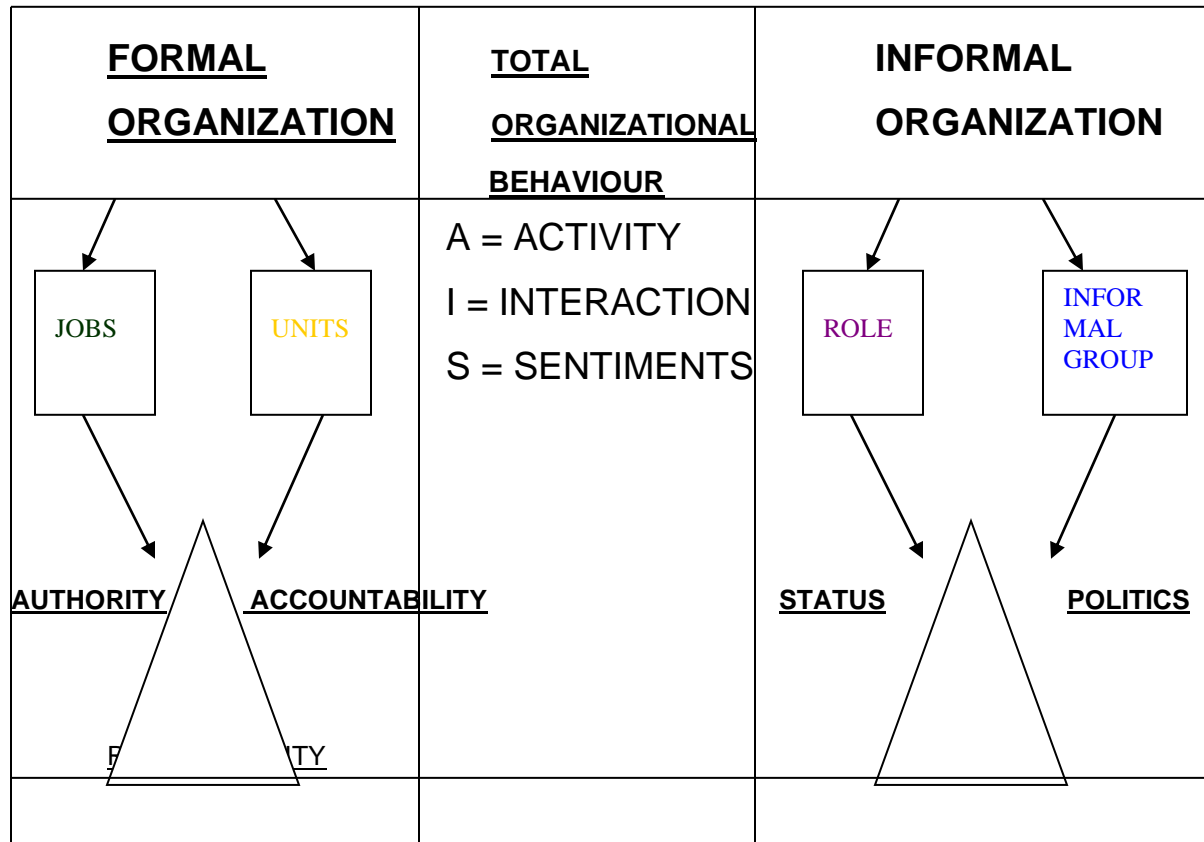 FORMAL
ORGANIZATION
TOTAL
ORGANIZATIONAL
BEHAVIOUR
INFORMAL
ORGANIZATION
JOBS
UNITS
A = ACTIVITY
I = INTERACTION
S = SENTIMENTS
ROLE
INFOR
MAL
GROUP
AUTHORITY
ACCOUNTABILITY
STATUS
POLITICS